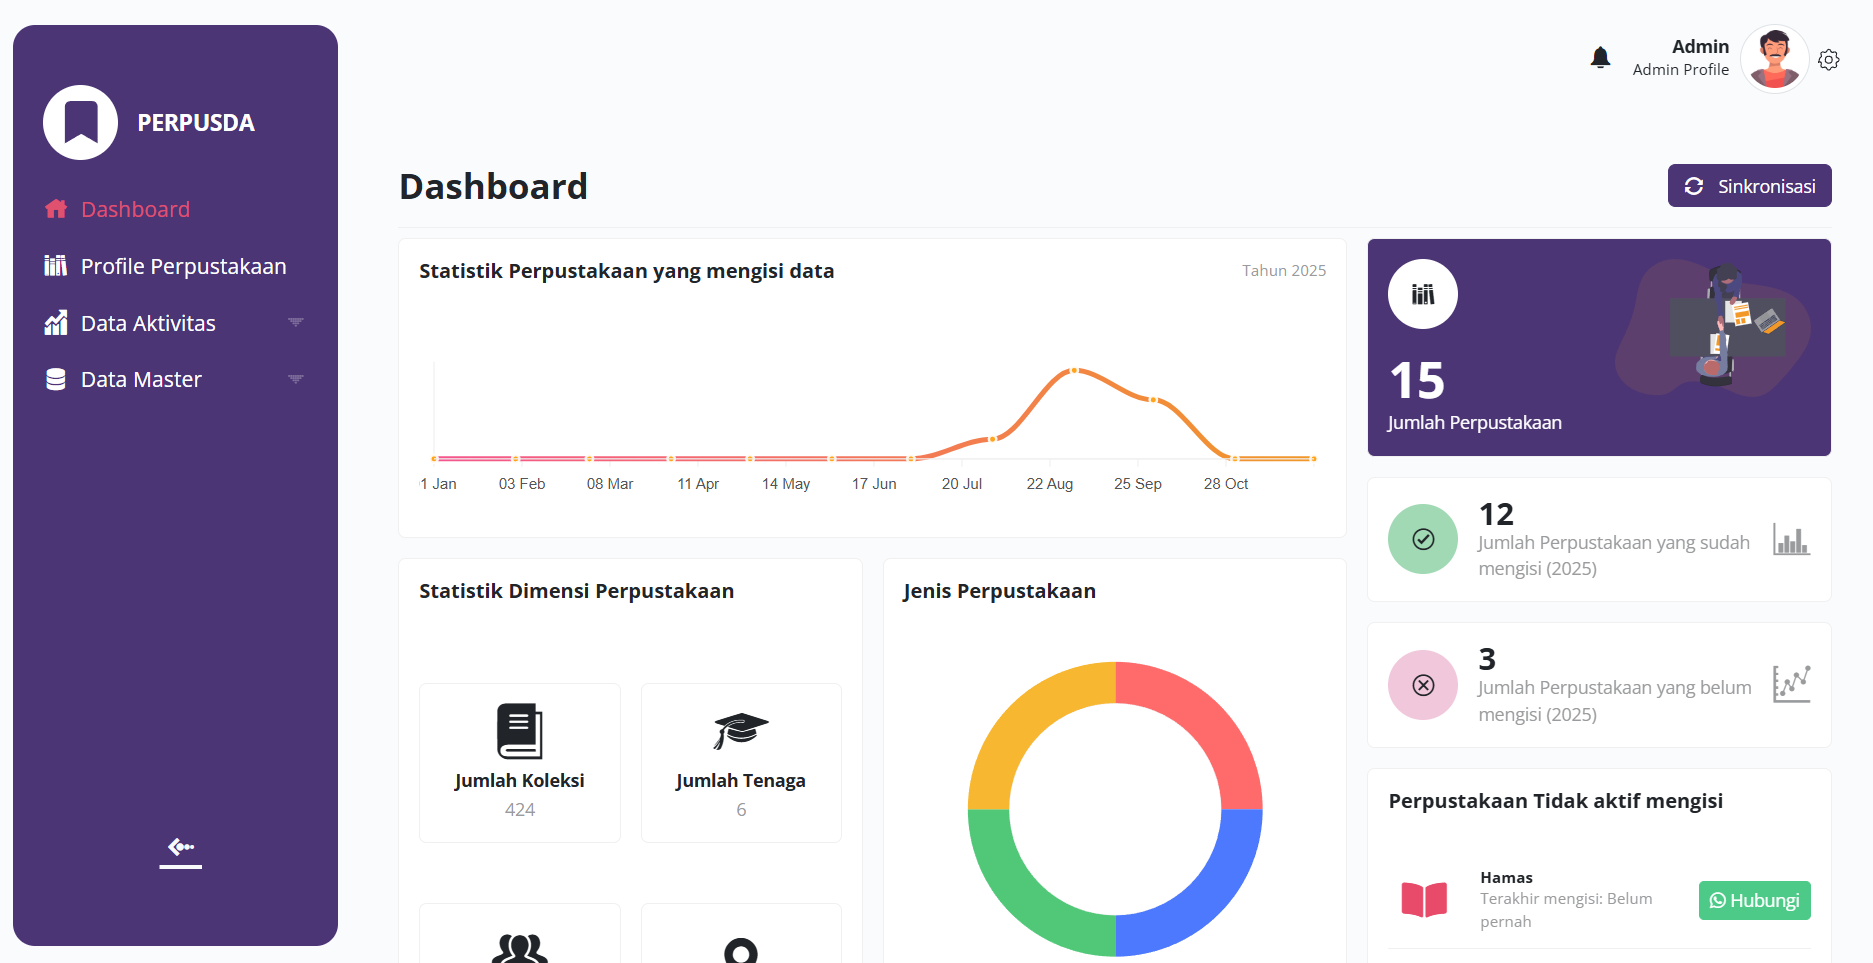 PERPUSDA
Dashboard
Profile Perpustakaan
Data Aktivitas
Data Master
Admin
Admin Profile
Dashboard
Sinkronisasi
Statistik Perpustakaan yang mengisi data
Tahun 2025
1 Jan 03 Feb 08 Mar 11 Apr 14 May 17 Jun 20 Jul 22 Aug 25 Sep 28 Oct
15
Jumlah Perpustakaan
12
Jumlah Perpustakaan yang sudah
mengisi (2025)
3
Jumlah Perpustakaan yang belum
mengisi (2025)
Statistik Dimensi Perpustakaan
Jumlah Koleksi
424
Jumlah Tenaga
6
Jenis Perpustakaan
Perpustakaan Tidak aktif mengisi
Hamas
Terakhir mengisi: Belum
pernah
Hubungi